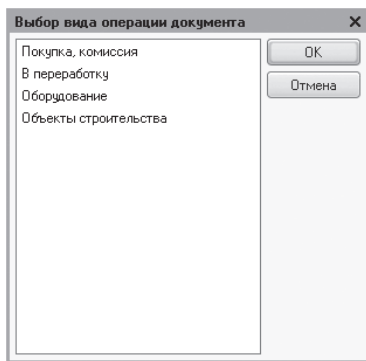 Выбор вида операции документа
Покупка, комиссия
В переработку
Оборудование
Объекты строительства
OK
Отмена